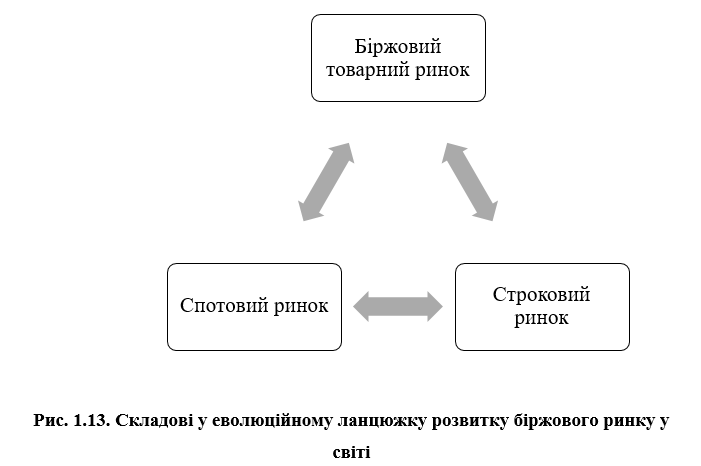 Біржовий
товарний ринок
Спотовий ринок
Строковий
ринок
Рис. 1.13. Складові у еволюційному ланцюжку розвитку біржового ринку у
світі